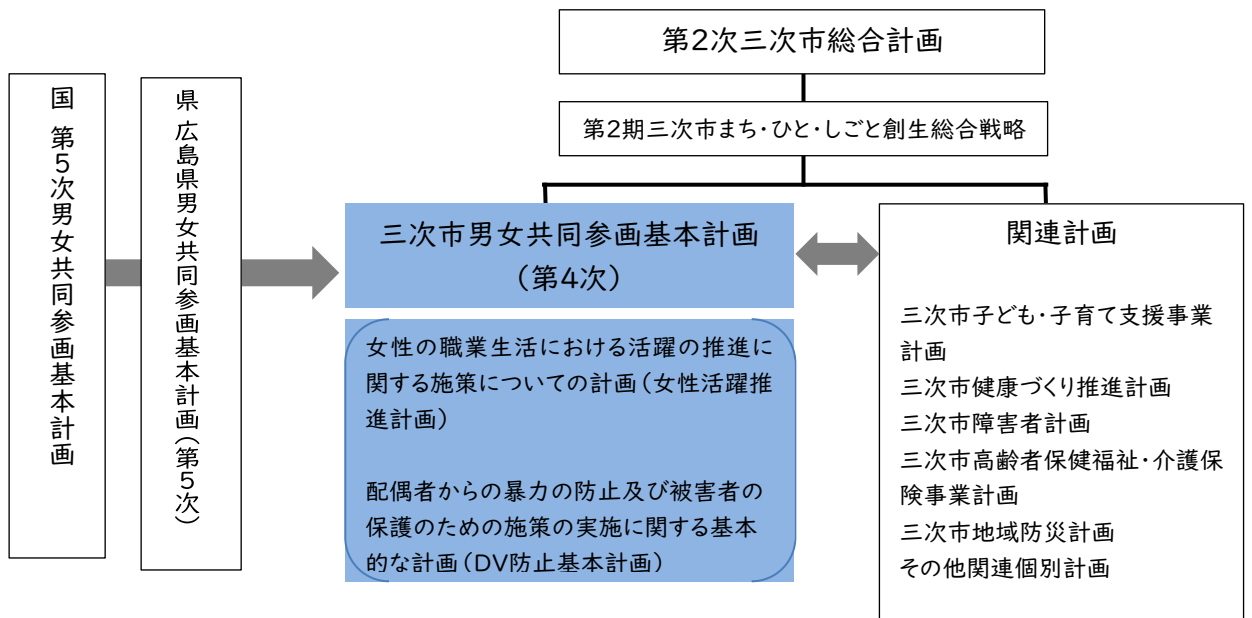 第2次三次市総合計画
第2期三次市まち・ひと・しごと創生総合戦略
国 第5次男女共同参画基本計画
県 広島県男女共同参画基本計画(第5次)
三次市男女共同参画基本計画
(第4次)
女性の職業生活における活躍の推進に
関する施策についての計画(女性活躍推
進計画)
配偶者からの暴力の防止及び被害者の
保護のための施策の実施に関する基本
的な計画(DV防止基本計画)
関連計画
三次市子ども・子育て支援事業
計画
三次市健康づくり推進計画
三次市障害者計画
三次市高齢者保健福祉・介護保
険事業計画
三次市地域防災計画
その他関連個別計画